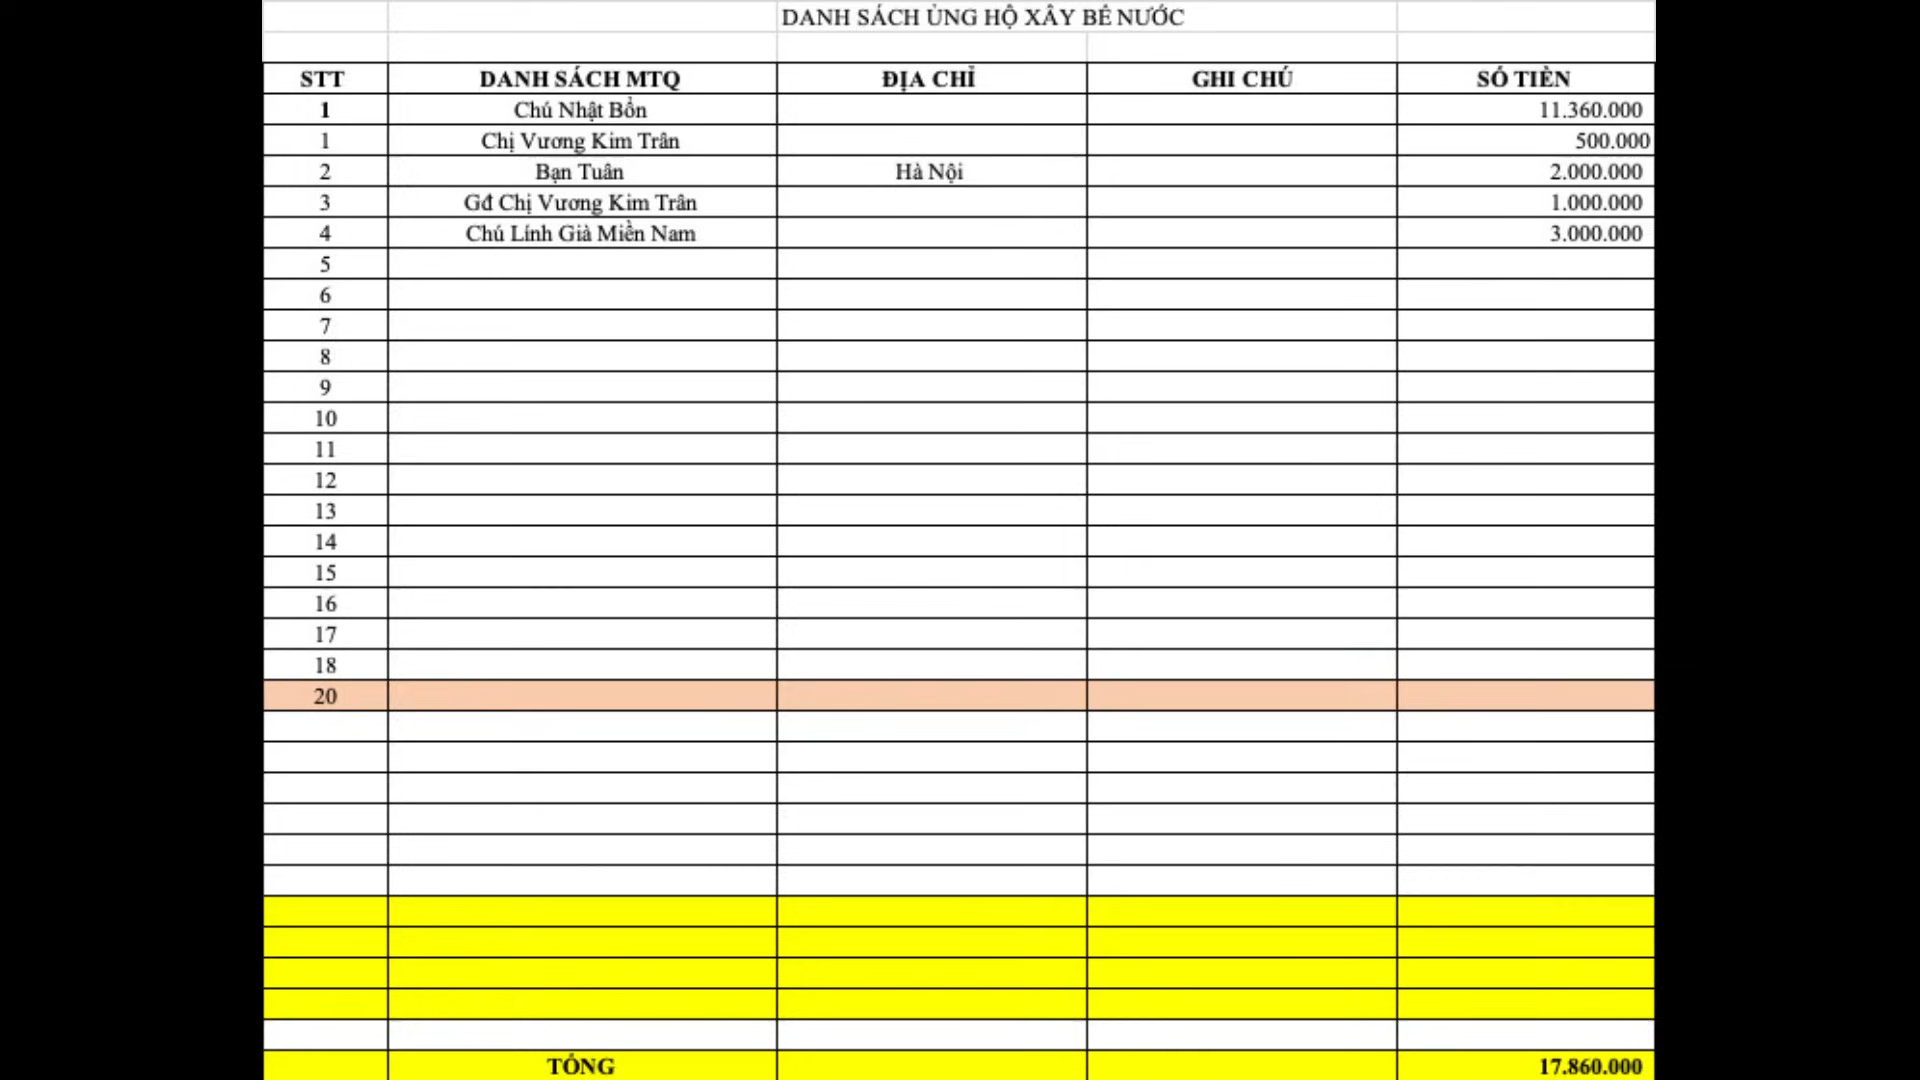 DANH SÁCH ỦNG HỘ XÂY BỂ NƯỚC
STT DANH SÁCH MTQ ĐỊA CHỈ GHI CHÚ SỐ TIỀN
1 Chú Nhật Bổn 11.360.000
1 Chị Vương Kim Trân 500.000
2 Bạn Tuân Hà Nội 2.000.000
3 Gđ Chị Vương Kim Trân 1.000.000
4 Chú Lính Già Miền Nam 3.000.000
5
6
7
8
9
10
11
12
13
14
15
16
17
18
20
TỔNG 17.860.000